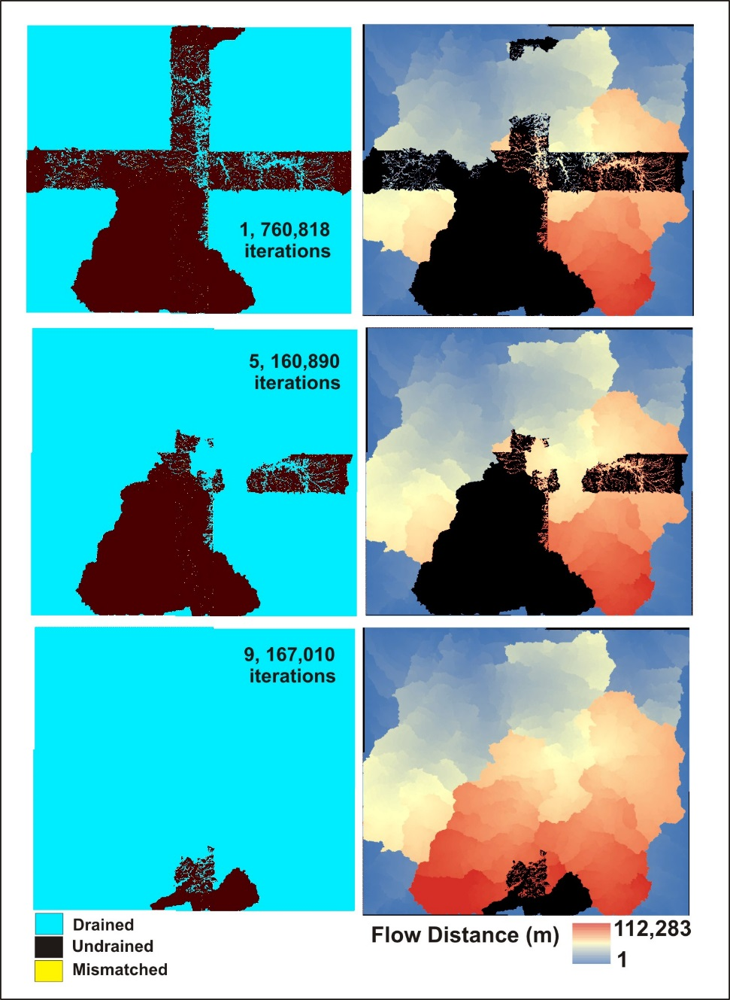 1, 760,818
iterations
5, 160,890
iterations
9, 167,010
iterations
Drained
Undrained
Mismatched
Flow Distance (m)
112,283
1